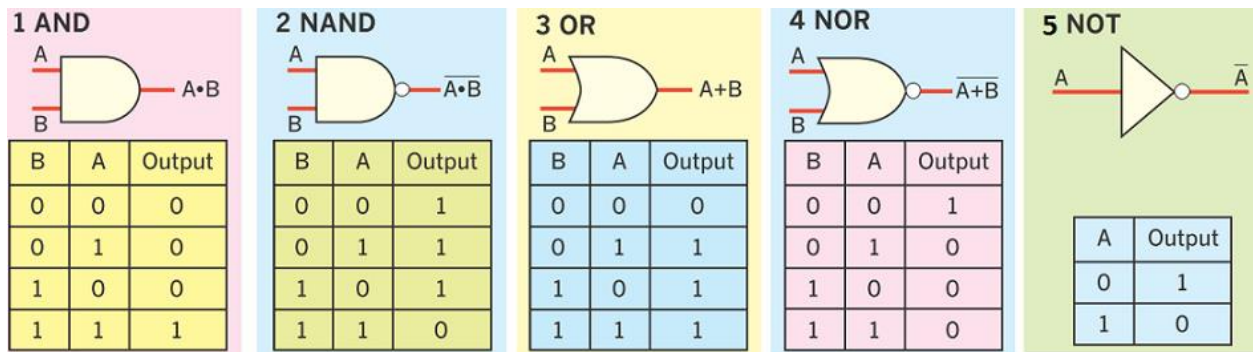 1 AND
A
B
A•B
B A Output
0 0 0
0 1 0
1 0 0
1 1 1
2 NAND
A
B
A̅•̅B̅
B A Output
0 0 1
0 1 1
1 0 1
1 1 0
3 OR
A
B
A+B
B A Output
0 0 0
0 1 1
1 0 1
1 1 1
4 NOR
A
B
A̅+̅B̅
B A Output
0 0 1
0 1 0
1 0 0
1 1 0
5 NOT
A
A̅
A Output
0 1
1 0